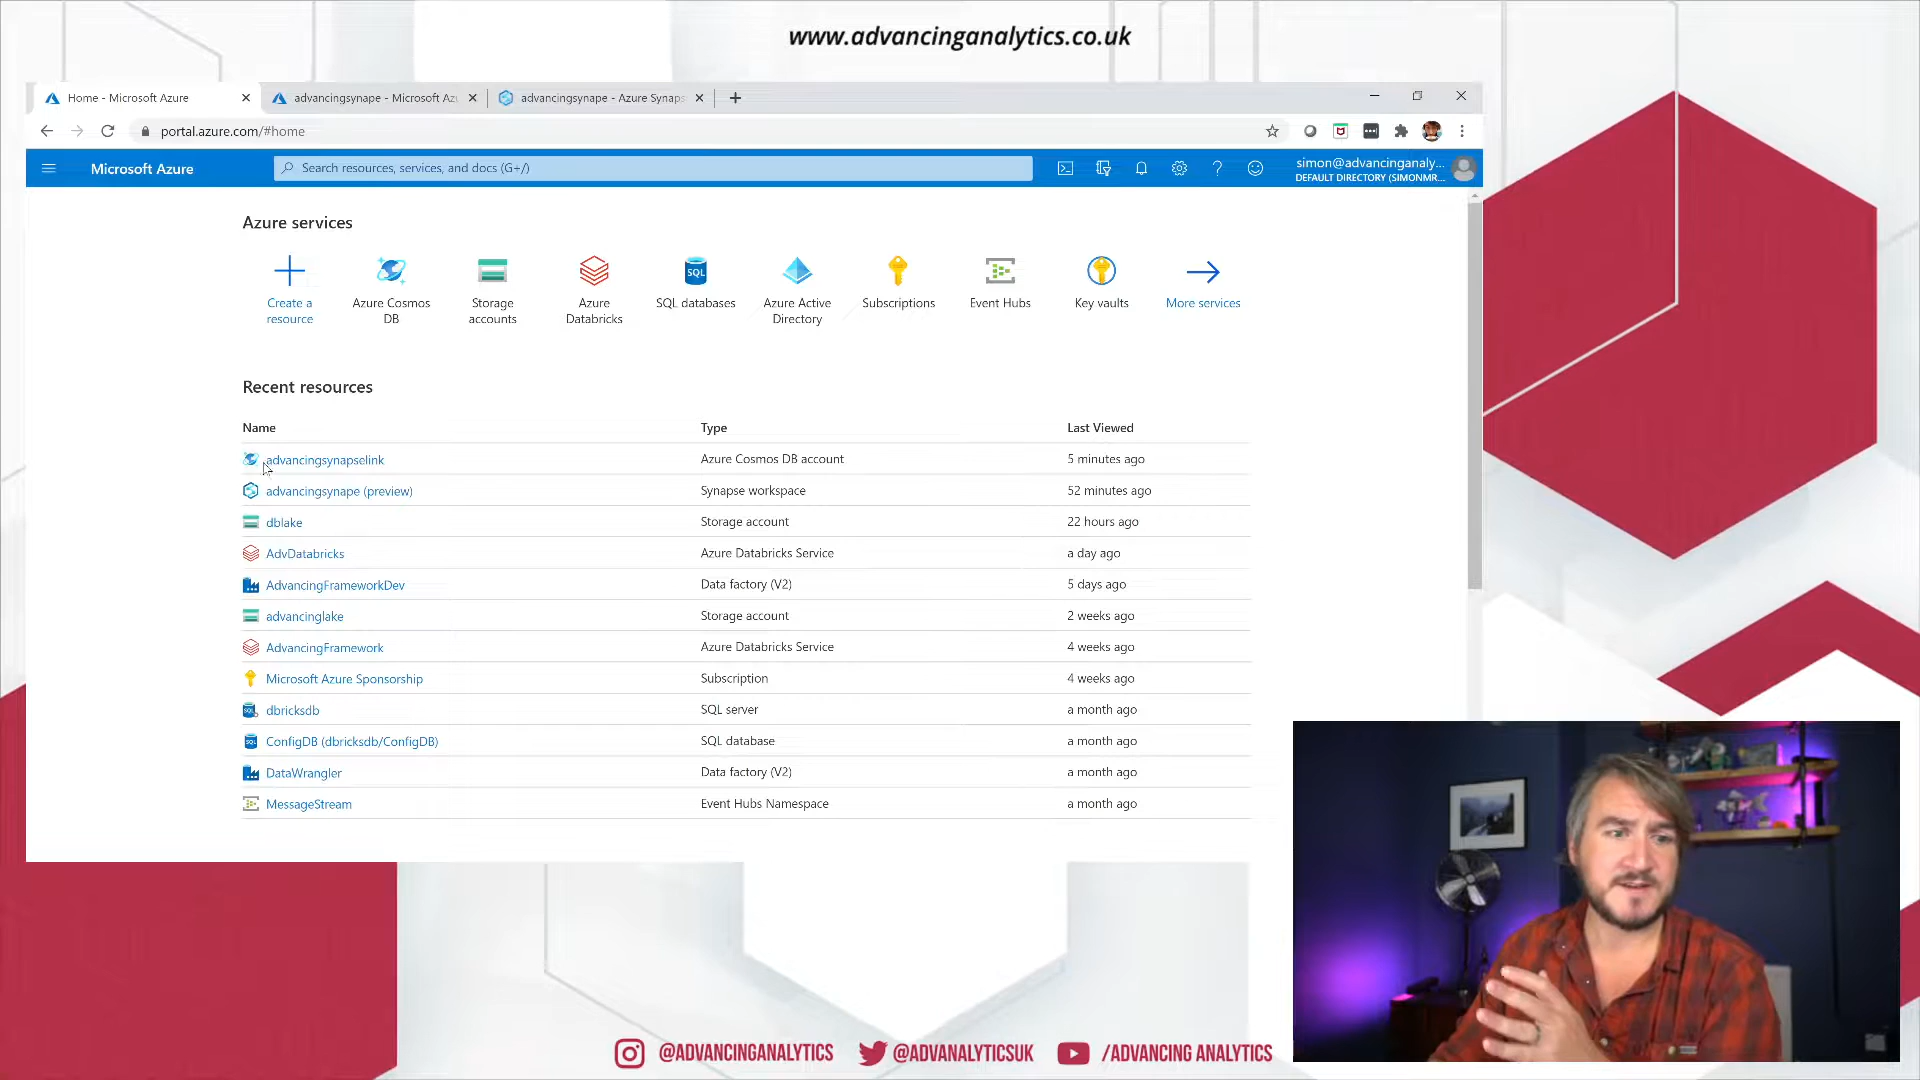 www.advancinganalytics.co.uk
Home - Microsoft Azure
advancingsynape - Microsoft Az
advancingsynape - Azure Synaps
portal.azure.com/#home
Microsoft Azure
Search resources, services, and docs (G+/)
simon@advancinganaly...
DEFAULT DIRECTORY (SIMONMR...
Azure services
Create a resource
Azure Cosmos DB
Storage accounts
Azure Databricks
SQL
SQL databases
Azure Active Directory
Subscriptions
Event Hubs
Key vaults
More services
Recent resources
Name Type Last Viewed
advancingsynapselink Azure Cosmos DB account 5 minutes ago
advancingsynape (preview) Synapse workspace 52 minutes ago
dblake Storage account 22 hours ago
AdvDatabricks Azure Databricks Service a day ago
AdvancingFrameworkDev Data factory (V2) 5 days ago
advancinglake Storage account 2 weeks ago
AdvancingFramework Azure Databricks Service 4 weeks ago
Microsoft Azure Sponsorship Subscription 4 weeks ago
dbricksdb SQL server a month ago
ConfigDB (dbricksdb/ConfigDB) SQL database a month ago
DataWrangler Data factory (V2) a month ago
MessageStream Event Hubs Namespace a month ago
@ADVANCINGANALYTICS @ADVANALYTICSUK /ADVANCING ANALYTICS